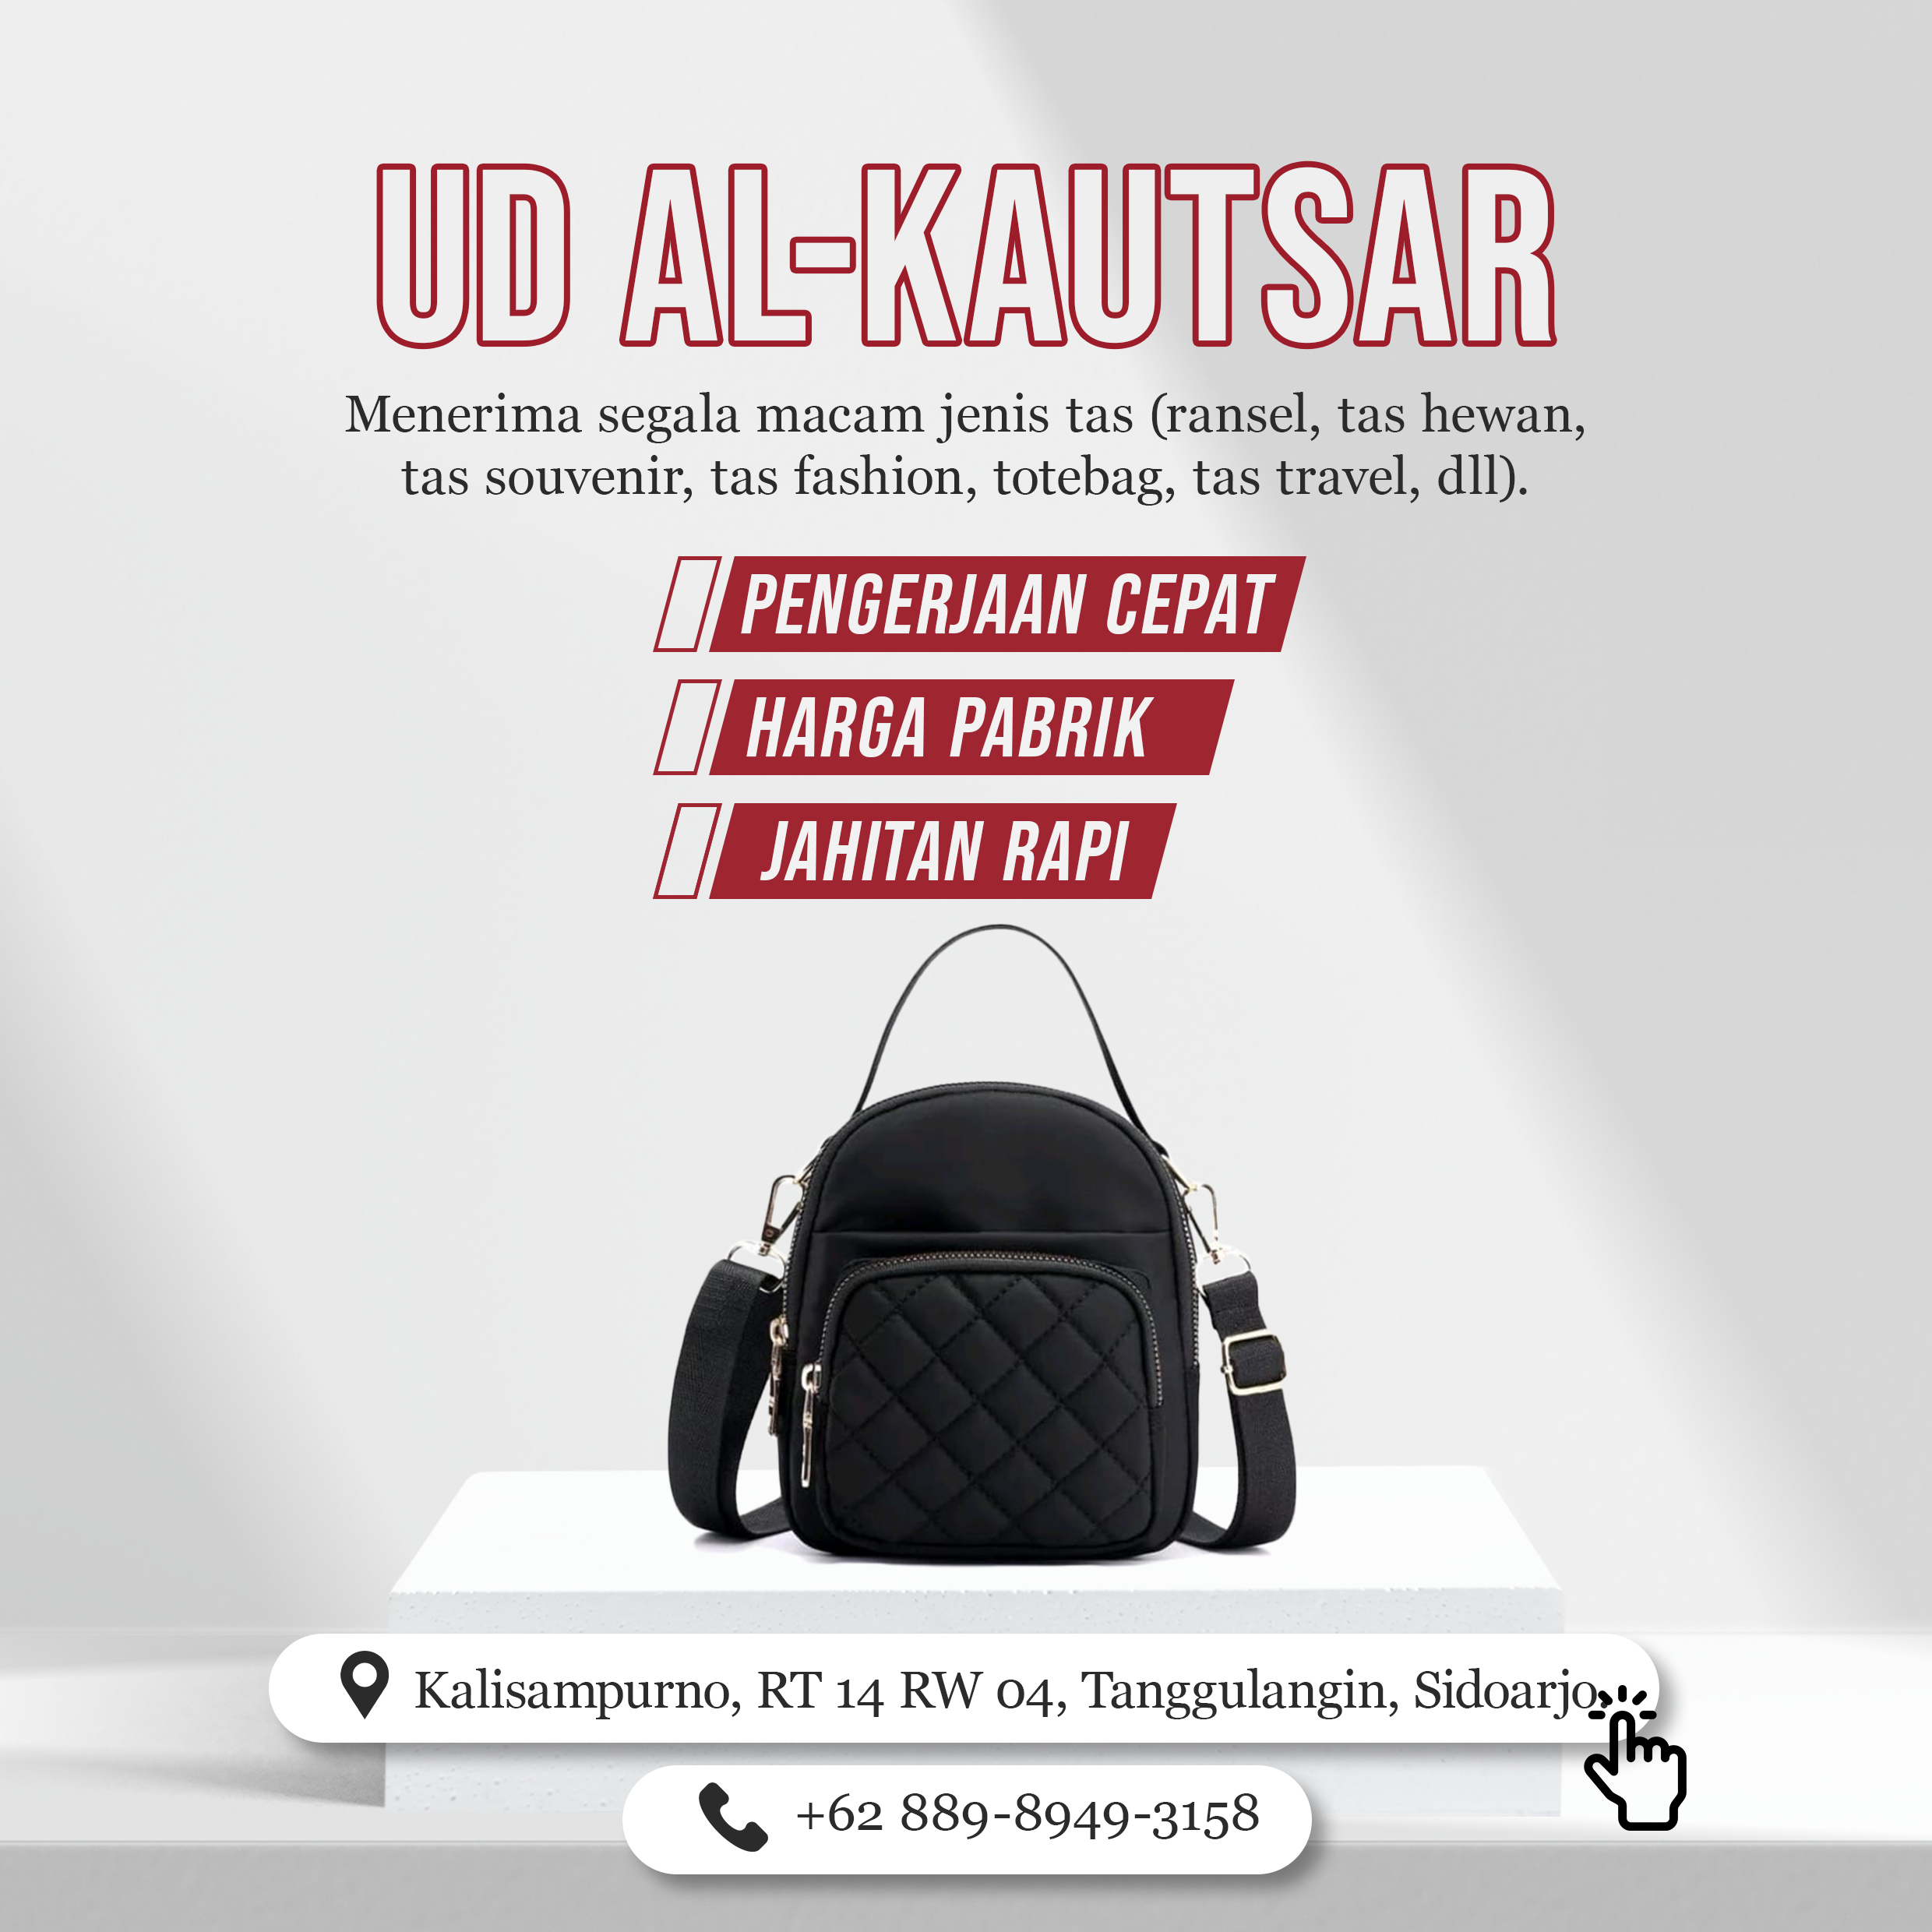 UD AL-KAUTSAR
Menerima segala macam jenis tas (ransel, tas hewan,
tas souvenir, tas fashion, totebag, tas travel, dll).
PENGERJAAN CEPAT
HARGA PABRIK
JAHITAN RAPI
Kalisampurno, RT 14 RW 04, Tanggulangin, Sidoarjo.
+62 889-8949-3158